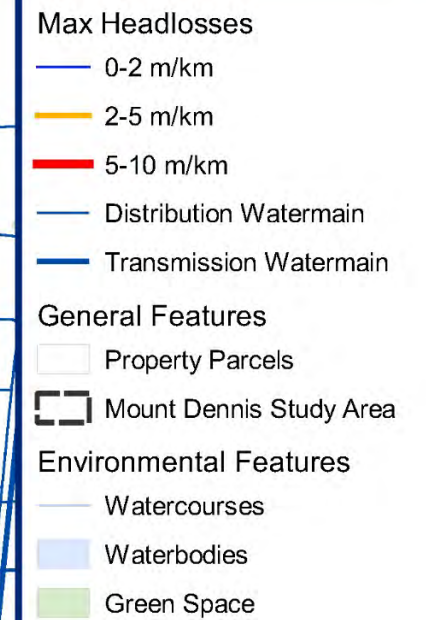 Max Headlosses
0-2 m/km
2-5 m/km
5-10 m/km
Distribution Watermain
Transmission Watermain
General Features
Property Parcels
Mount Dennis Study Area
Environmental Features
Watercourses
Waterbodies
Green Space